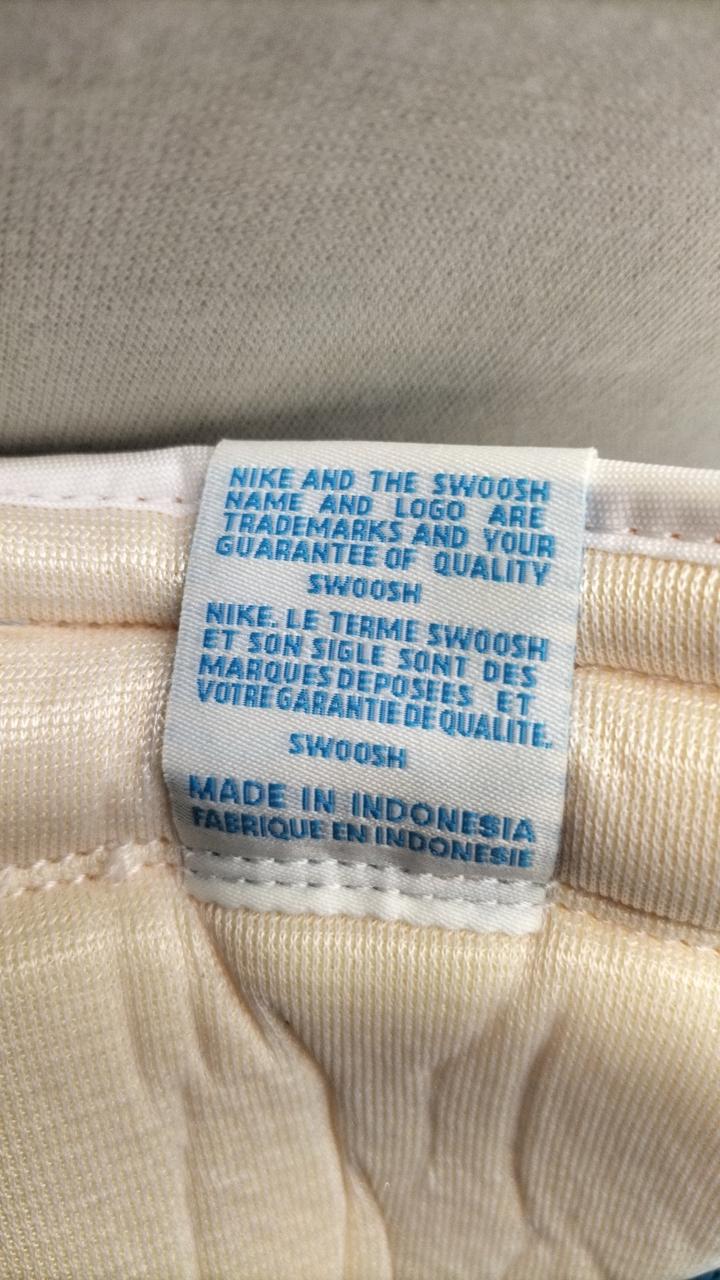 NIKE AND THE SWOOSH
NAME AND LOGO ARE
TRADEMARKS AND YOUR
GUARANTEE OF QUALITY
SWOOSH
NIKE. LE TERME SWOOSH
ET SON SIGLE SONT DES
MARQUES DEPOSEES ET
VOTRE GARANTIE DE QUALITE.
SWOOSH
MADE IN INDONESIA
FABRIQUE EN INDONESIE